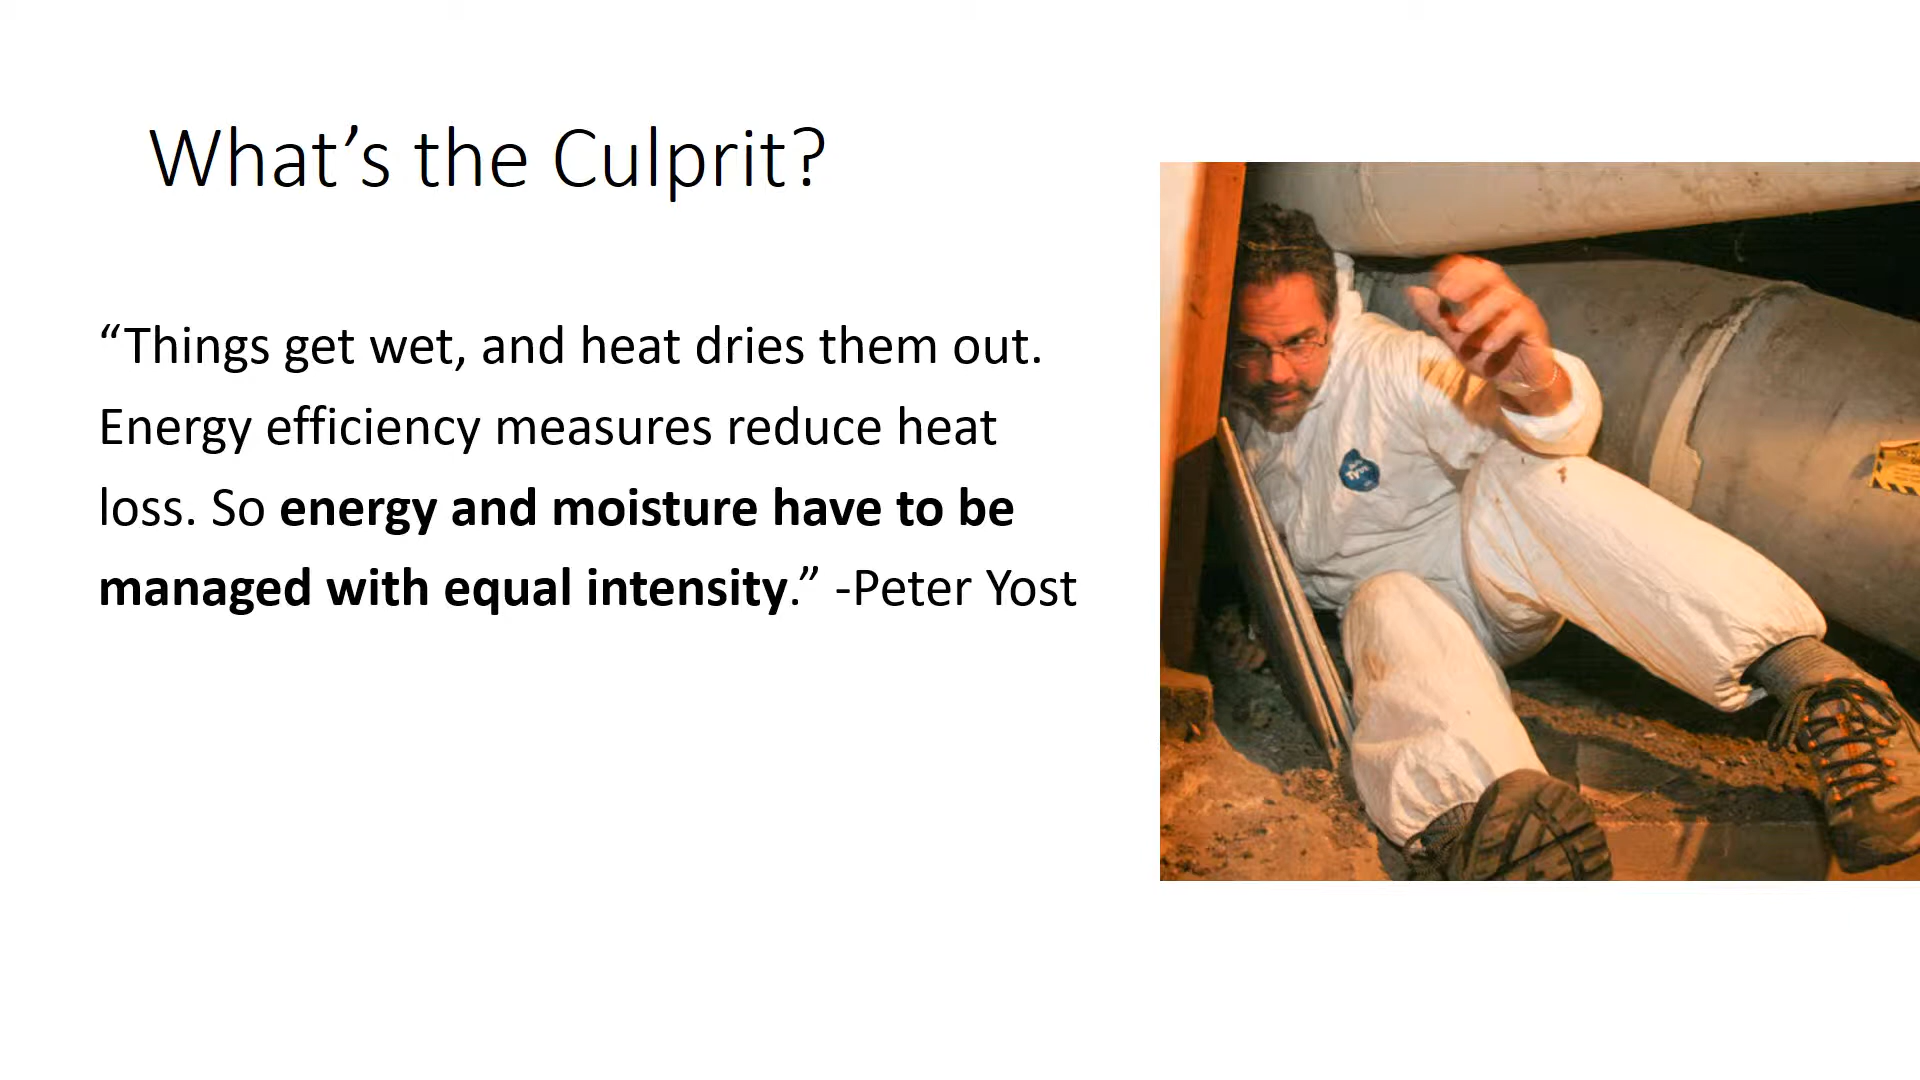 What’s the Culprit?
“Things get wet, and heat dries them out.
Energy efficiency measures reduce heat
loss. So energy and moisture have to be
managed with equal intensity.” -Peter Yost